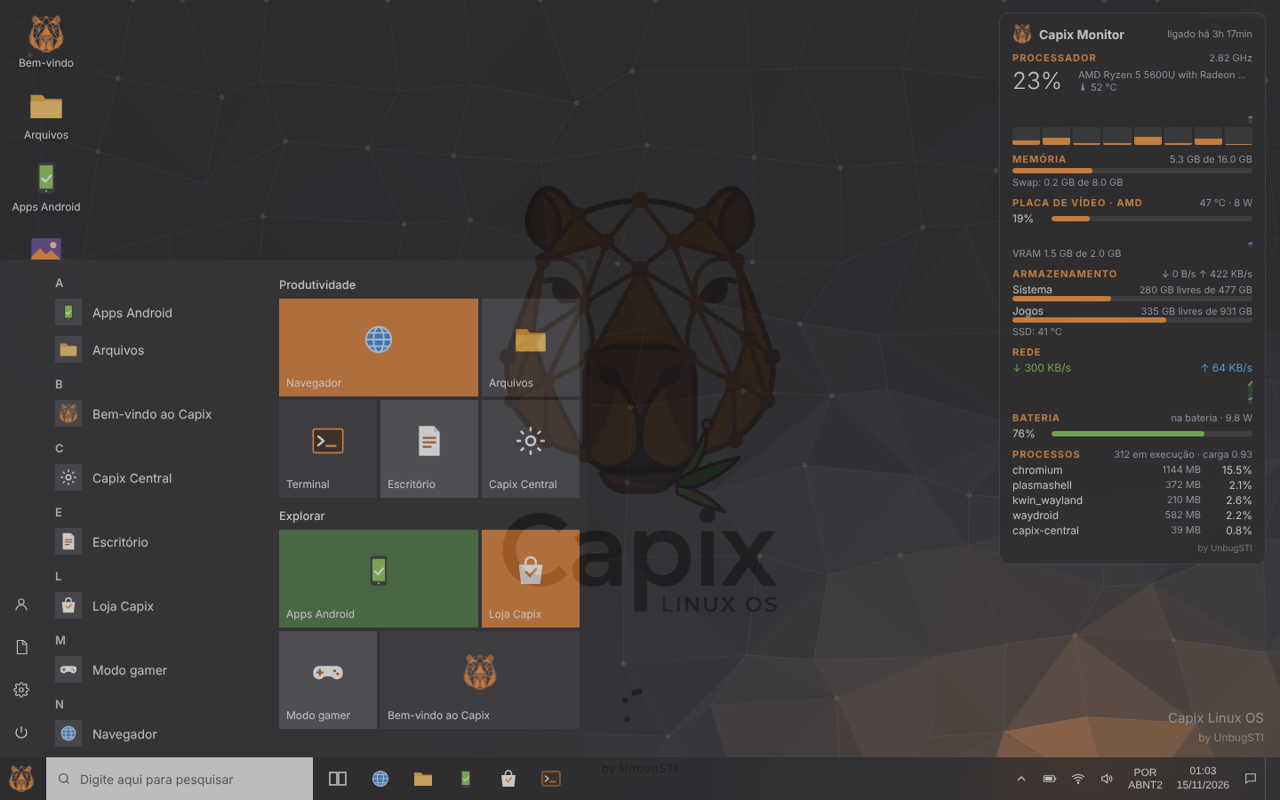 Bem-vindo
Arquivos
Apps Android
A
Apps Android
Arquivos
B
Bem-vindo ao Capix
C
Capix Central
E
Escritório
L
Loja Capix
M
Modo gamer
N
Navegador
Produtividade
Navegador
Arquivos
Terminal
Escritório
Capix Central
Explorar
Apps Android
Loja Capix
Modo gamer
Bem-vindo ao Capix
Capix
LINUX OS
by UnbugSTI
Capix Monitor
ligado há 3h 17min
PROCESSADOR
2.82 GHz
23%
AMD Ryzen 5 5600U with Radeon ...
52 °C
MEMÓRIA
5.3 GB de 16.0 GB
Swap: 0.2 GB de 8.0 GB
PLACA DE VÍDEO · AMD
47 °C · 8 W
19%
VRAM 1.5 GB de 2.0 GB
ARMAZENAMENTO
↓ 0 B/s ↑ 422 KB/s
Sistema
280 GB livres de 477 GB
Jogos
335 GB livres de 931 GB
SSD: 41 °C
REDE
↓ 300 KB/s
↑ 64 KB/s
BATERIA
na bateria · 9.8 W
76%
PROCESSOS
312 em execução · carga 0.93
chromium 1144 MB 15.5%
plasmashell 372 MB 2.1%
kwin_wayland 210 MB 2.6%
waydroid 582 MB 2.2%
capix-central 39 MB 0.8%
by UnbugSTI
Capix Linux OS
by UnbugSTI
Digite aqui para pesquisar
POR
ABNT2
01:03
15/11/2026